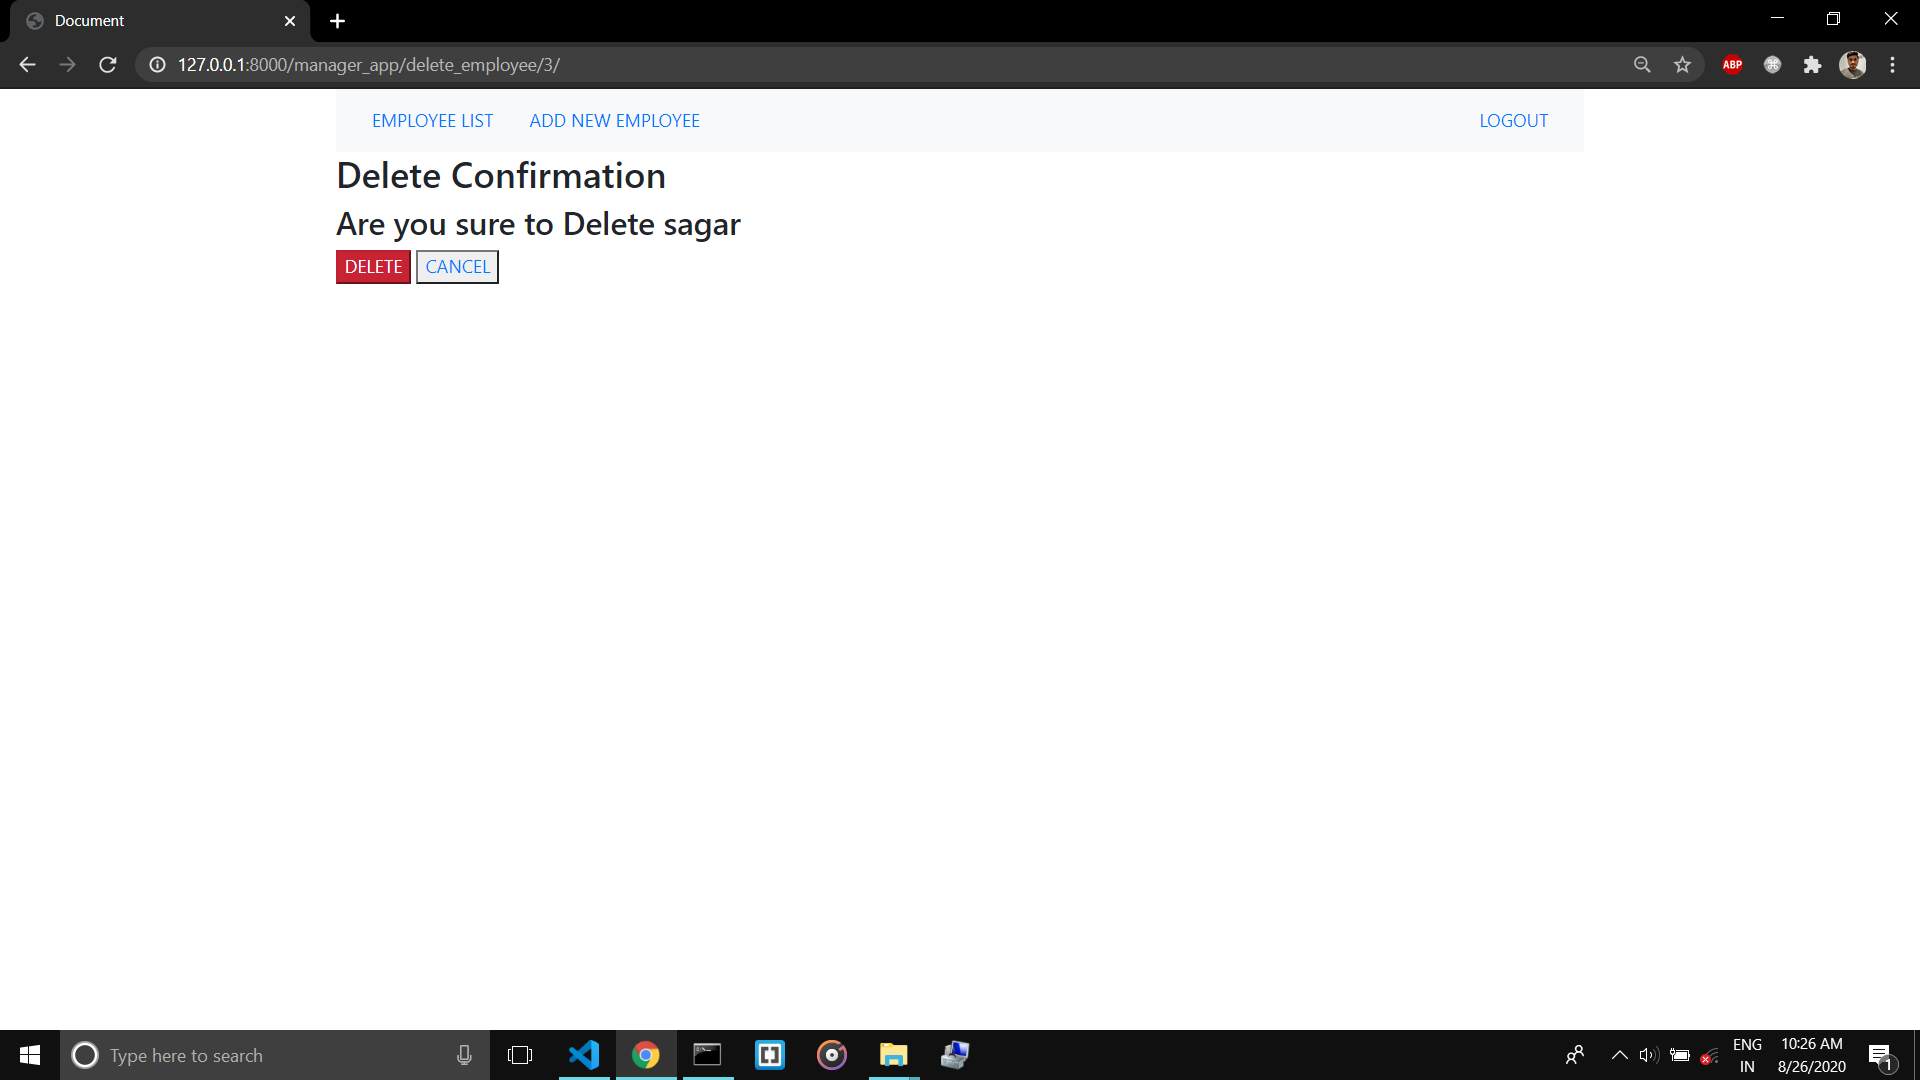 Document
127.0.0.1:8000/manager_app/delete_employee/3/
ABP
EMPLOYEE LIST ADD NEW EMPLOYEE LOGOUT
Delete Confirmation
Are you sure to Delete sagar
DELETE CANCEL
Type here to search
ENG 10:26 AM
IN 8/26/2020
1